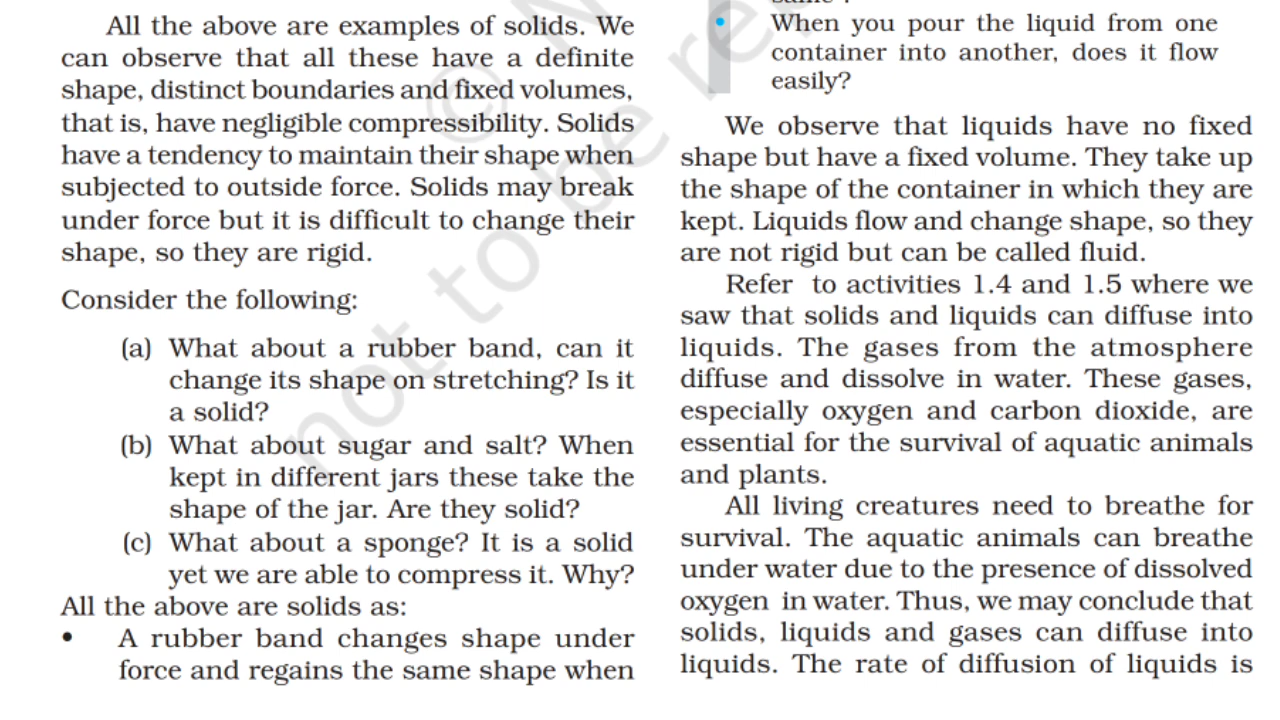 All the above are examples of solids. We
can observe that all these have a definite
shape, distinct boundaries and fixed volumes,
that is, have negligible compressibility. Solids
have a tendency to maintain their shape when
subjected to outside force. Solids may break
under force but it is difficult to change their
shape, so they are rigid.
Consider the following:
(a) What about a rubber band, can it
change its shape on stretching? Is it
a solid?
(b) What about sugar and salt? When
kept in different jars these take the
shape of the jar. Are they solid?
(c) What about a sponge? It is a solid
yet we are able to compress it. Why?
All the above are solids as:
• A rubber band changes shape under
force and regains the same shape when
• When you pour the liquid from one
container into another, does it flow
easily?
We observe that liquids have no fixed
shape but have a fixed volume. They take up
the shape of the container in which they are
kept. Liquids flow and change shape, so they
are not rigid but can be called fluid.
Refer to activities 1.4 and 1.5 where we
saw that solids and liquids can diffuse into
liquids. The gases from the atmosphere
diffuse and dissolve in water. These gases,
especially oxygen and carbon dioxide, are
essential for the survival of aquatic animals
and plants.
All living creatures need to breathe for
survival. The aquatic animals can breathe
under water due to the presence of dissolved
oxygen in water. Thus, we may conclude that
solids, liquids and gases can diffuse into
liquids. The rate of diffusion of liquids is
© N
not to be re